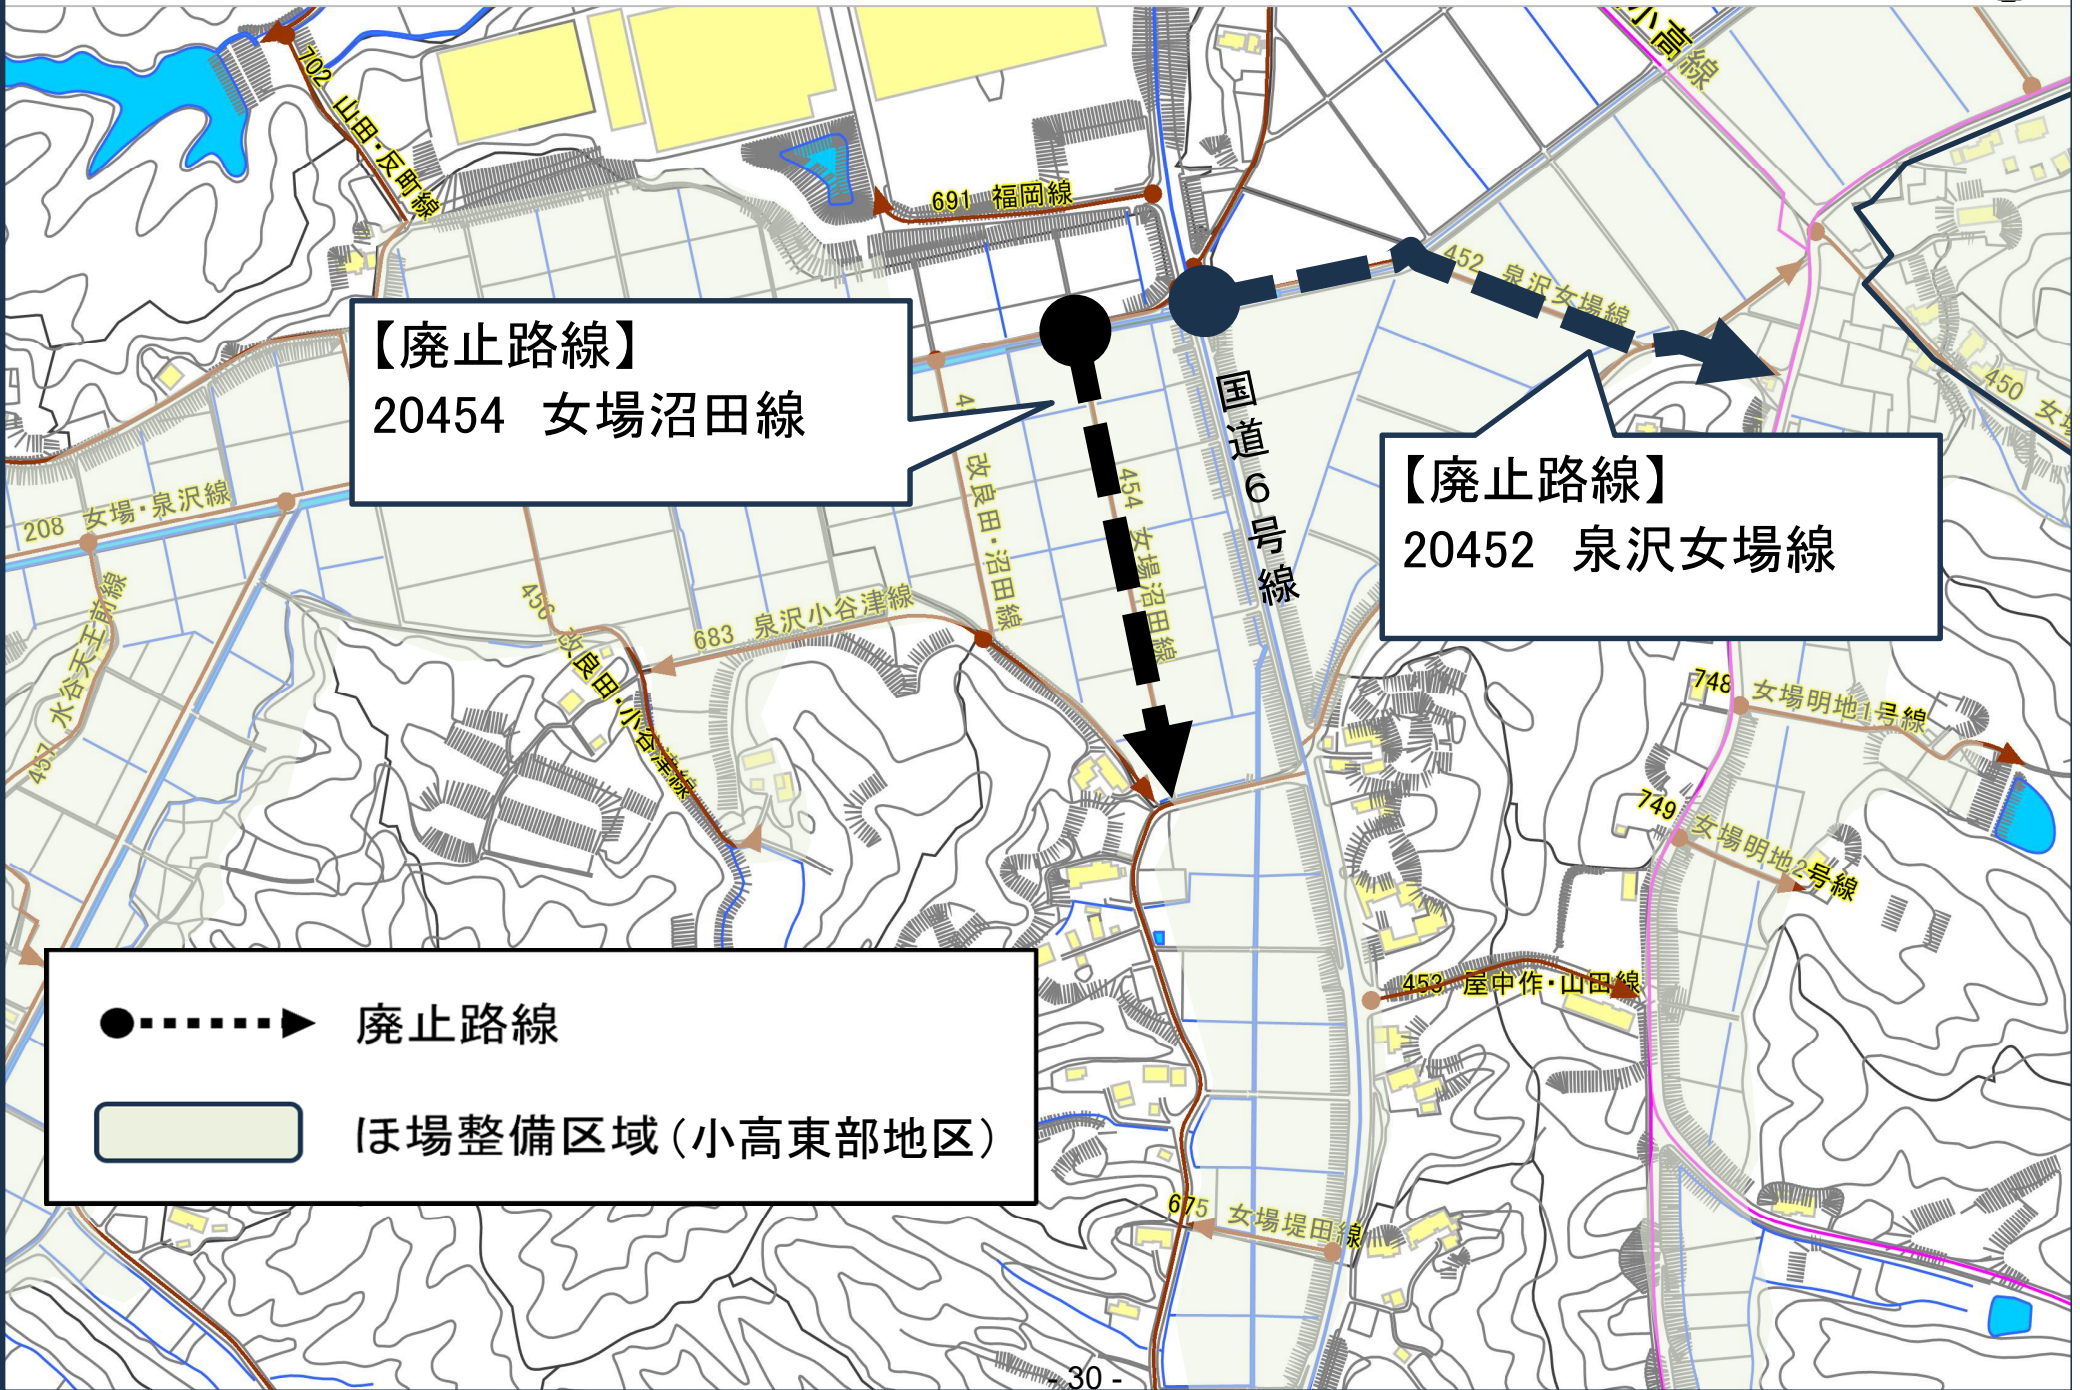 小高線
702 山田・反町線
691 福岡線
452 泉沢女場線
【廃止路線】
20454 女場沼田線
国道6号線
450
【廃止路線】
20452 泉沢女場線
208 女場・泉沢線
改良田・沼田線
454 女場沼田線
457 水谷天王前線
456 改良田・小谷津線
683 泉沢小谷津線
748 女場明地1号線
749 女場明地2号線
453 屋中作・山田線
廃止路線
ほ場整備区域(小高東部地区)
675 女場堤田線
- 30 -